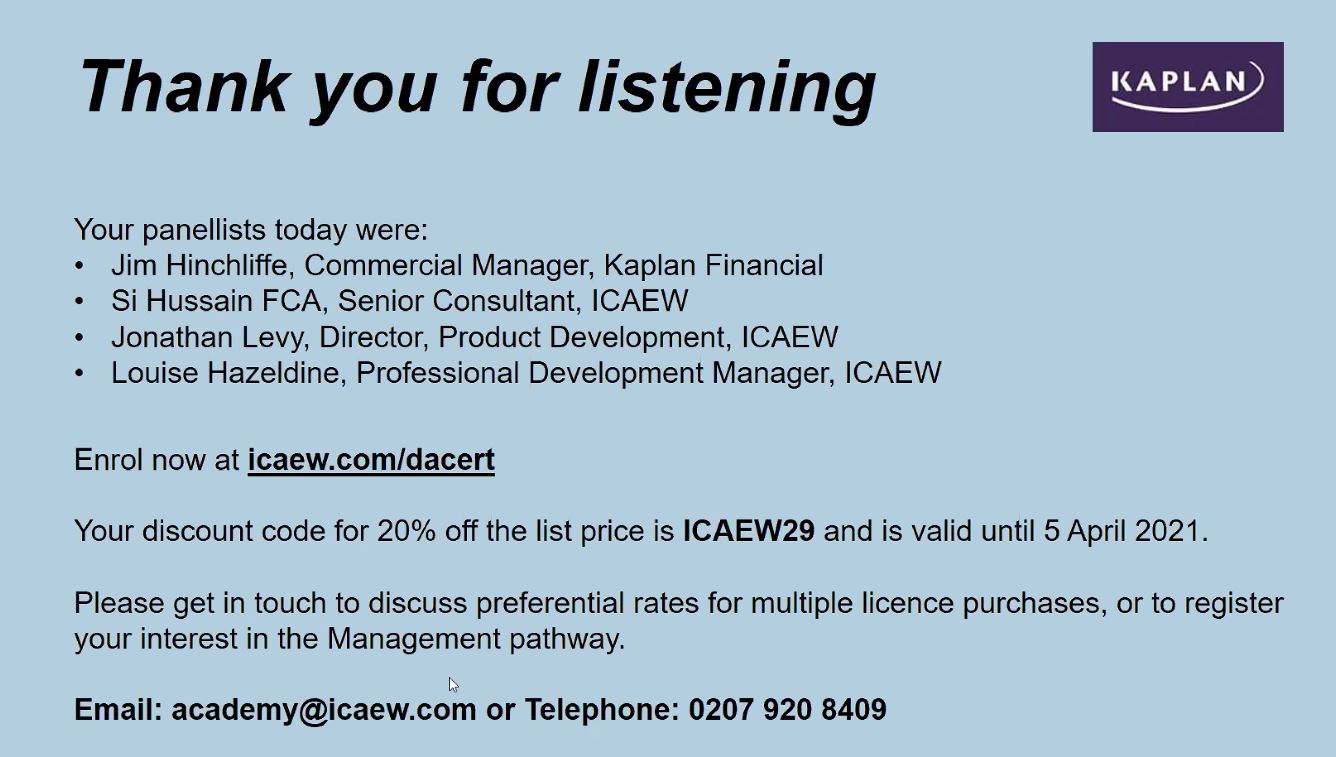 Thank you for listening
KAPLAN
Your panellists today were:
• Jim Hinchliffe, Commercial Manager, Kaplan Financial
• Si Hussain FCA, Senior Consultant, ICAEW
• Jonathan Levy, Director, Product Development, ICAEW
• Louise Hazeldine, Professional Development Manager, ICAEW
Enrol now at icaew.com/dacert
Your discount code for 20% off the list price is ICAEW29 and is valid until 5 April 2021.
Please get in touch to discuss preferential rates for multiple licence purchases, or to register
your interest in the Management pathway.
Email: academy@icaew.com or Telephone: 0207 920 8409